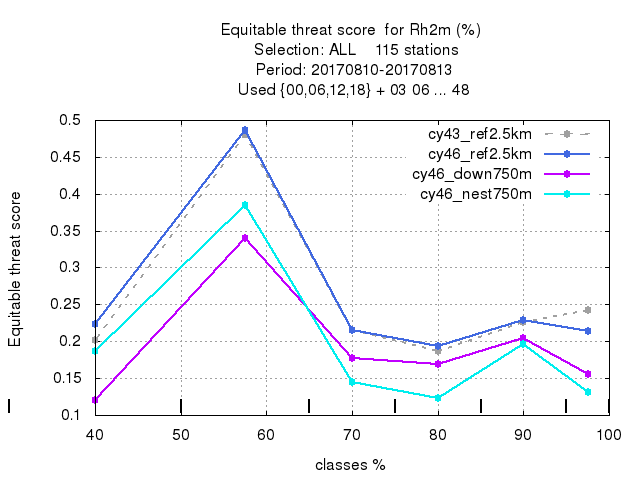 Equitable threat score  for Rh2m (%)
Selection: ALL    115 stations
Period: 20170810-20170813
Used {00,06,12,18} + 03 06 ... 48
cy43_ref2.5km
cy46_ref2.5km
cy46_down750m
cy46_nest750m
Equitable threat score
0.5
0.45
0.4
0.35
0.3
0.25
0.2
0.15
0.1
40 50 60 70 80 90 100
classes %